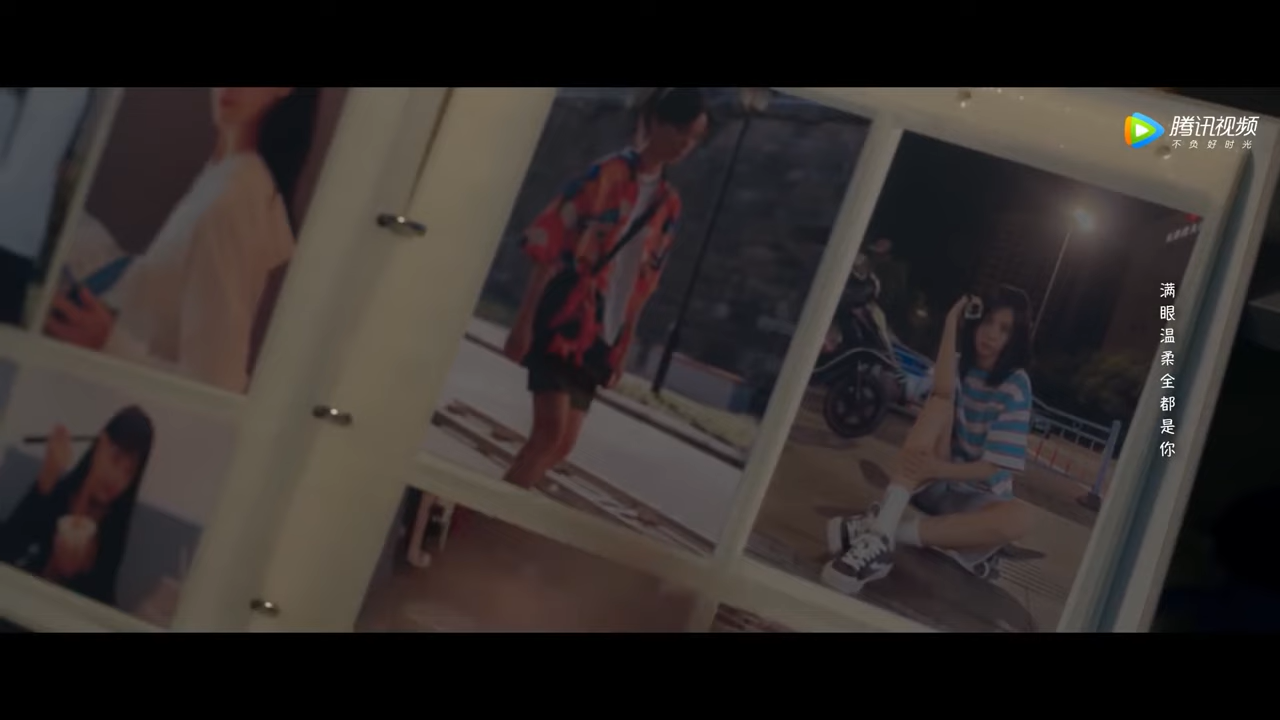 腾讯视频
不负好时光
满眼温柔全都是你